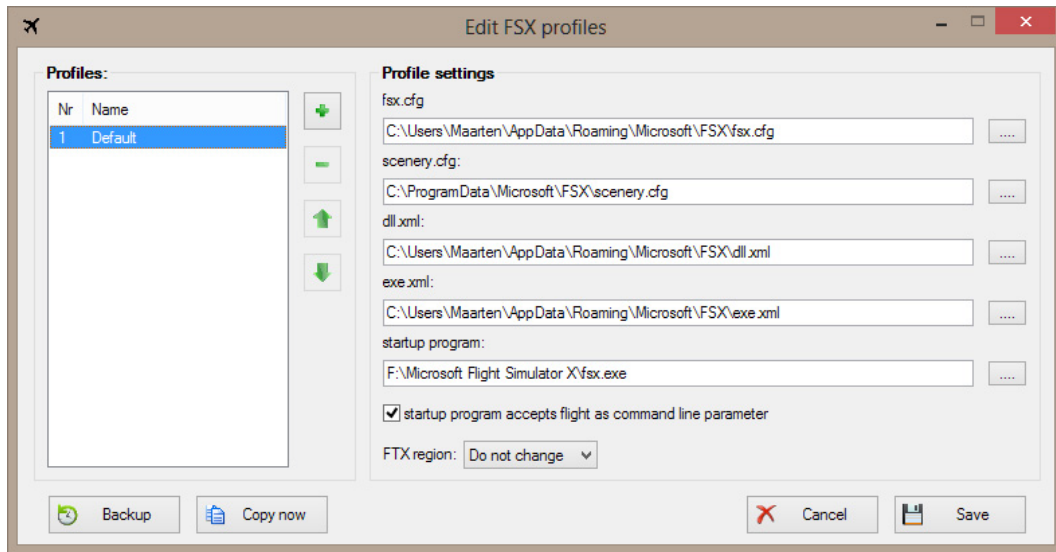 Edit FSX profiles
Profiles:
Nr Name
1 Default
Profile settings
fsx.cfg
C:\Users\Maarten\AppData\Roaming\Microsoft\FSX\fsx.cfg
....
scenery.cfg:
C:\ProgramData\Microsoft\FSX\scenery.cfg
....
dll.xml:
C:\Users\Maarten\AppData\Roaming\Microsoft\FSX\dll.xml
....
exe.xml:
C:\Users\Maarten\AppData\Roaming\Microsoft\FSX\exe.xml
....
startup program:
F:\Microsoft Flight Simulator X\fsx.exe
....
startup program accepts flight as command line parameter
FTX region: Do not change
Backup Copy now Cancel Save